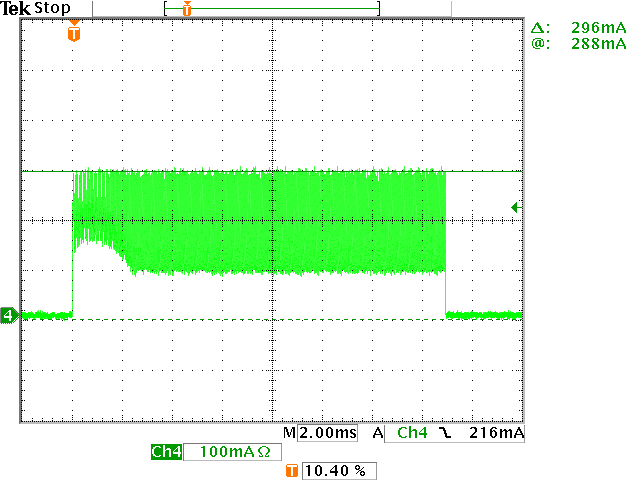 Tek Stop
T
Δ: 296mA
@: 288mA
T
4
M 2.00ms A Ch4 216mA
Ch4 100mA Ω
T 10.40 %